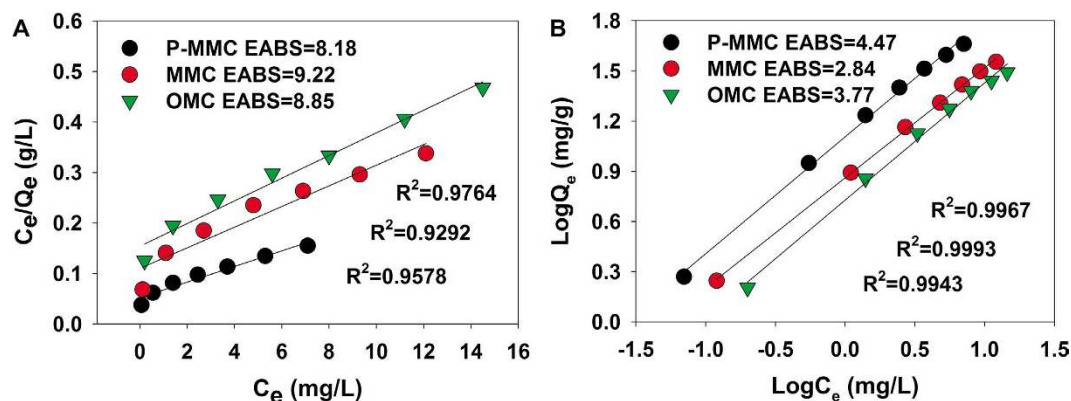 A
P-MMC EABS=8.18
MMC EABS=9.22
OMC EABS=8.85
0.6
0.5
0.4
0.3
0.2
0.1
0.0
Ce/Qe (g/L)
R²=0.9764
R²=0.9292
R²=0.9578
0 2 4 6 8 10 12 14 16
Ce (mg/L)
B
P-MMC EABS=4.47
MMC EABS=2.84
OMC EABS=3.77
1.8
1.5
1.2
0.9
0.6
0.3
0.0
LogQe (mg/g)
R²=0.9967
R²=0.9993
R²=0.9943
-1.5 -1.0 -0.5 0.0 0.5 1.0 1.5
LogCe (mg/L)